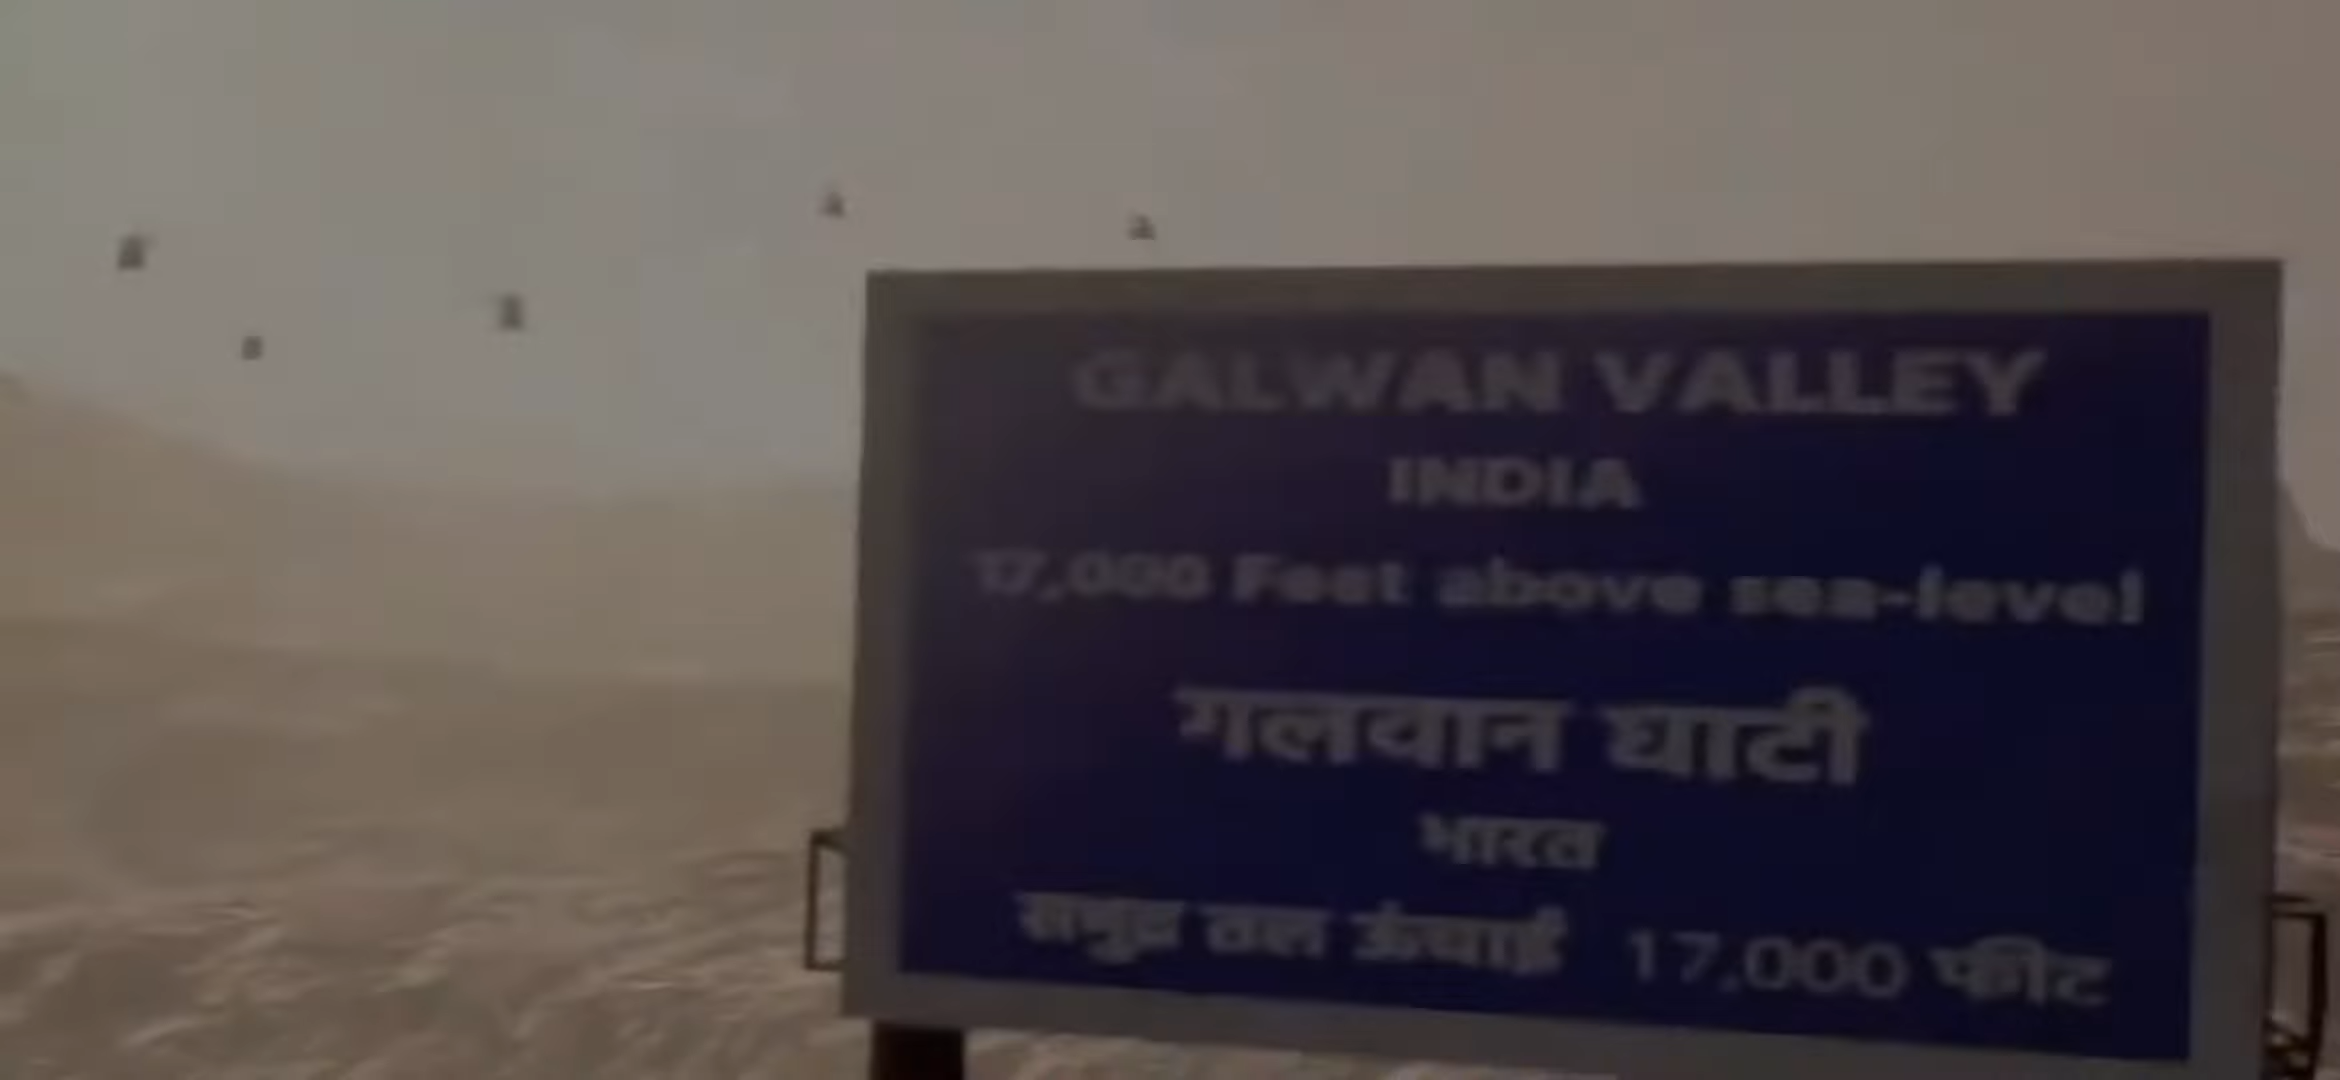 GALWAN VALLEY
INDIA
17,000 Feet above sea-level
गलवान घाटी
भारत
समुद्र तल ऊंचाई 17,000 फीट